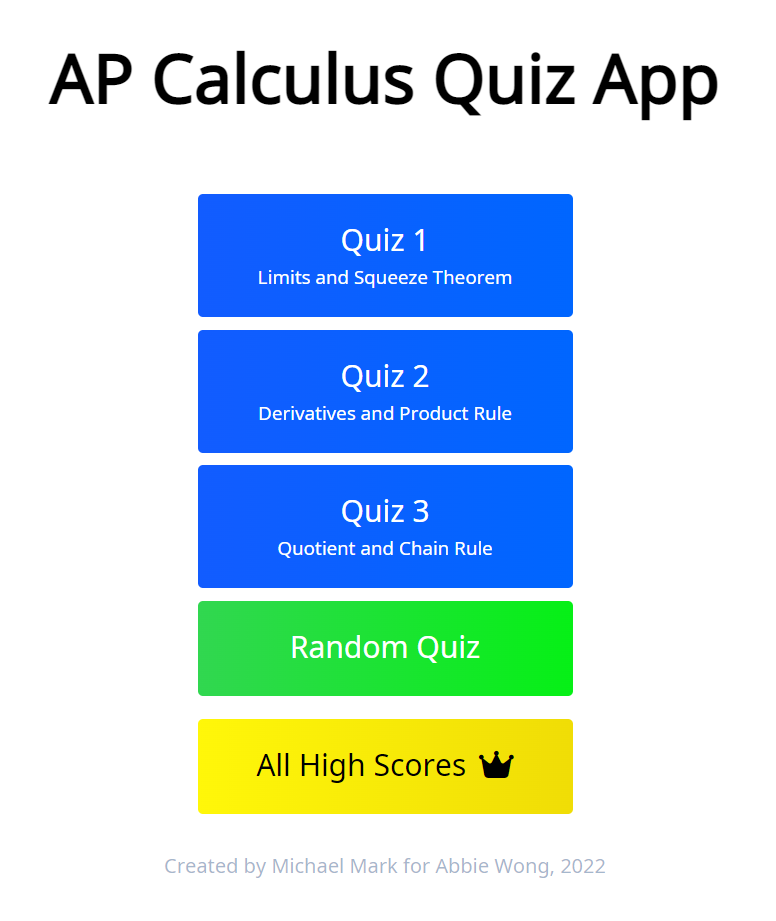 AP Calculus Quiz App
Quiz 1
Limits and Squeeze Theorem
Quiz 2
Derivatives and Product Rule
Quiz 3
Quotient and Chain Rule
Random Quiz
All High Scores
Created by Michael Mark for Abbie Wong, 2022